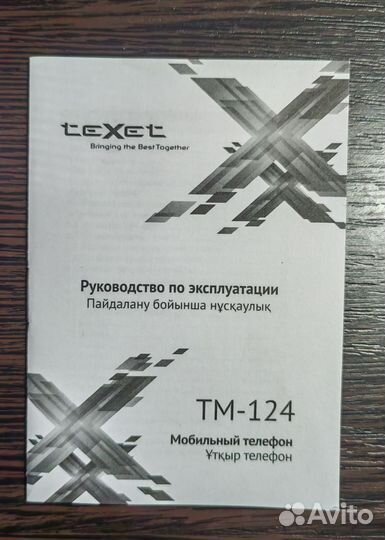 teXet
Bringing the Best Together
Руководство по эксплуатации
Пайдалану бойынша нұсқаулық
TM-124
Мобильный телефон
Ұтқыр телефон
Avito